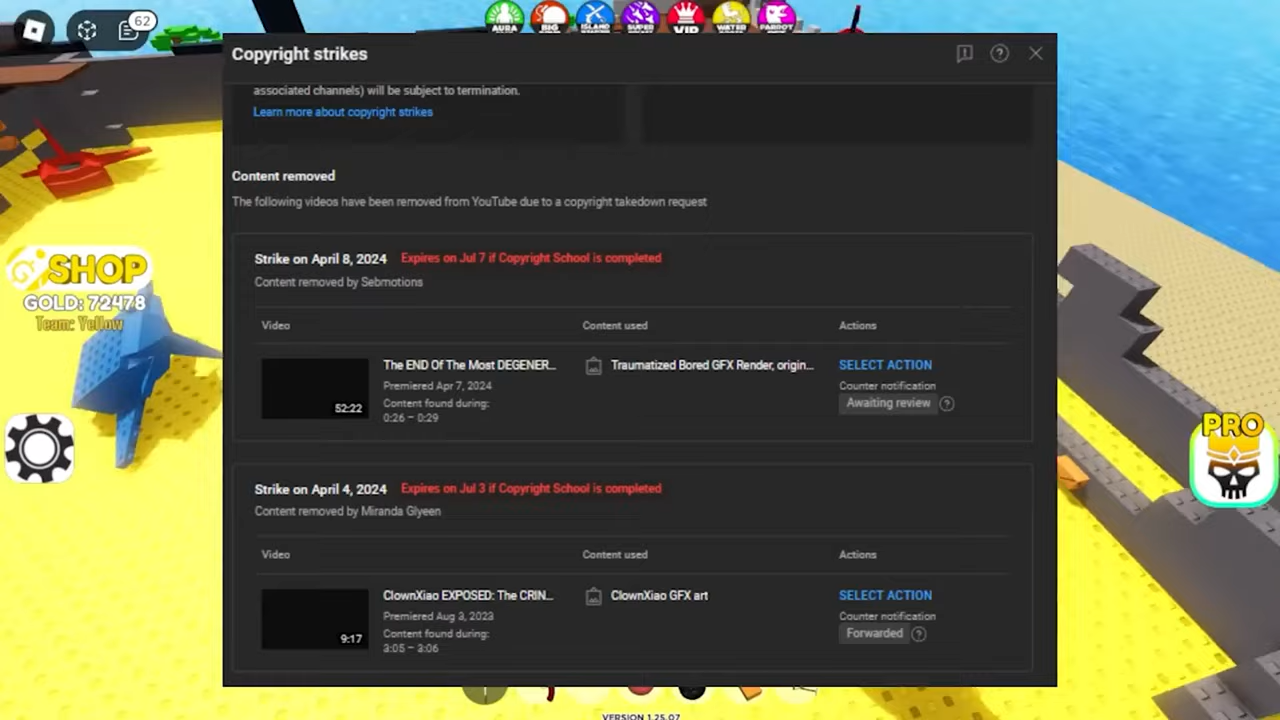 62
AURA
BIG
ISLAND
SUPER
VIP
WATER
PARROT
Copyright strikes
associated channels) will be subject to termination.
Learn more about copyright strikes
Content removed
The following videos have been removed from YouTube due to a copyright takedown request
Strike on April 8, 2024 Expires on Jul 7 if Copyright School is completed
Content removed by Sebmotions
Video Content used Actions
52:22
The END Of The Most DEGENER...
Premiered Apr 7, 2024
Content found during:
0:26 – 0:29
Traumatized Bored GFX Render, origin...
SELECT ACTION
Counter notification
Awaiting review
Strike on April 4, 2024 Expires on Jul 3 if Copyright School is completed
Content removed by Miranda Glyeen
Video Content used Actions
9:17
ClownXiao EXPOSED: The CRIN...
Premiered Aug 3, 2023
Content found during:
3:05 – 3:06
ClownXiao GFX art
SELECT ACTION
Counter notification
Forwarded
SHOP
GOLD: 72478
Team: Yellow
PRO
VERSION 1.25.07